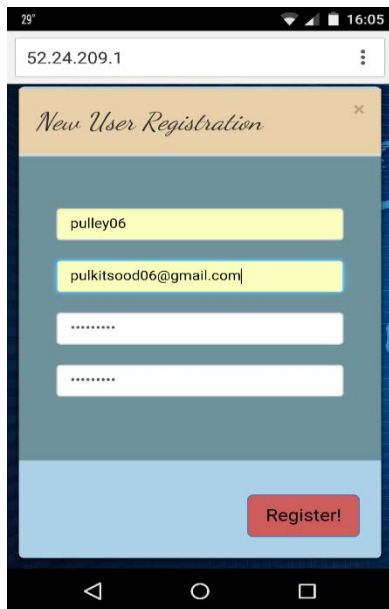 29°
16:05
52.24.209.1
New User Registration
×
pulley06
pulkitsood06@gmail.com
•••••••••
•••••••••
Register!